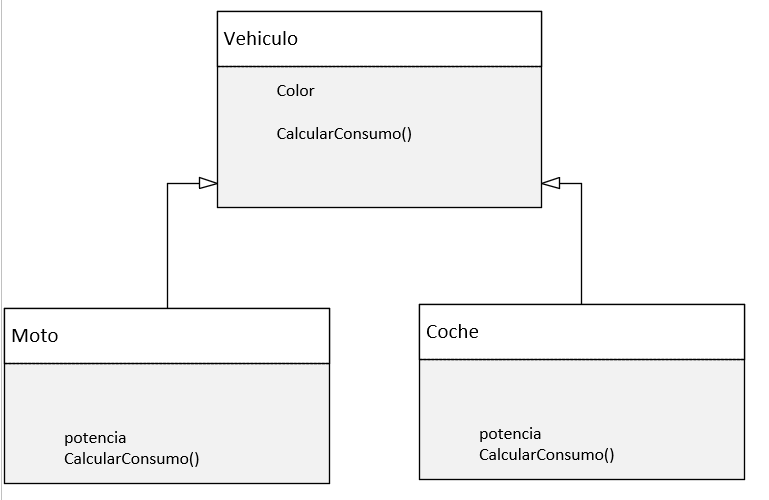 Vehiculo
Color
CalcularConsumo()
Moto
potencia
CalcularConsumo()
Coche
potencia
CalcularConsumo()